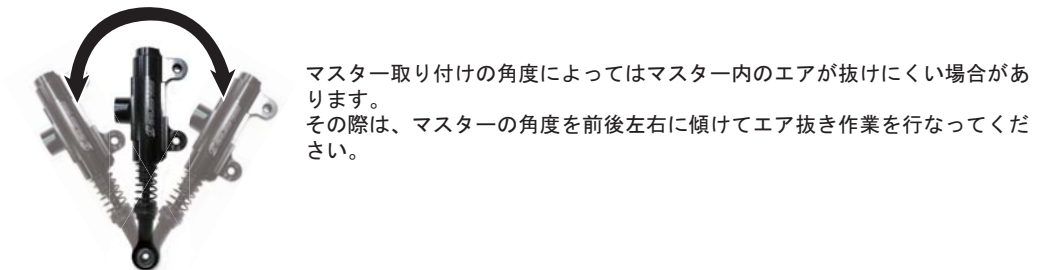 マスター取り付けの角度によってはマスター内のエアが抜けにくい場合があ
ります。
その際は、マスターの角度を前後左右に傾けてエア抜き作業を行なってくだ
さい。